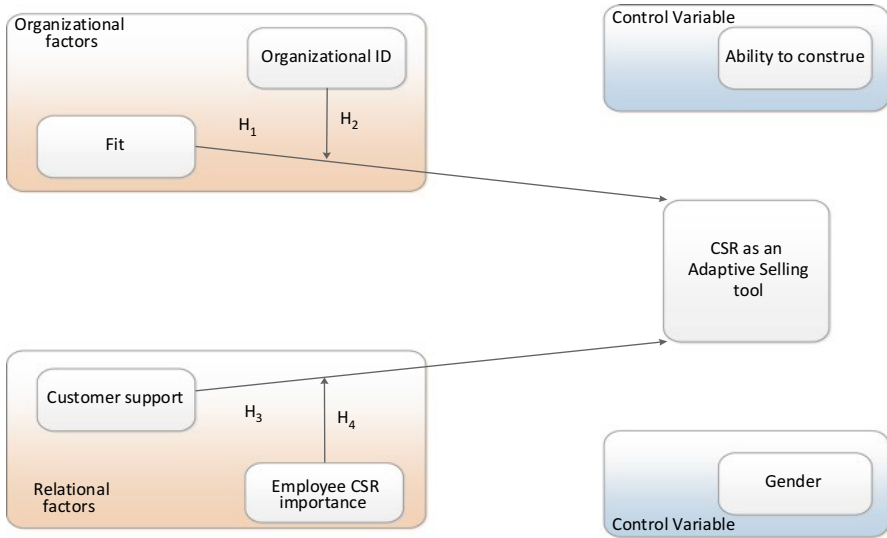 Organizational
factors
Organizational ID
Fit
H1
H2
Control Variable
Ability to construe
CSR as an
Adaptive Selling
tool
Customer support
H3
H4
Relational
factors
Employee CSR
importance
Gender
Control Variable